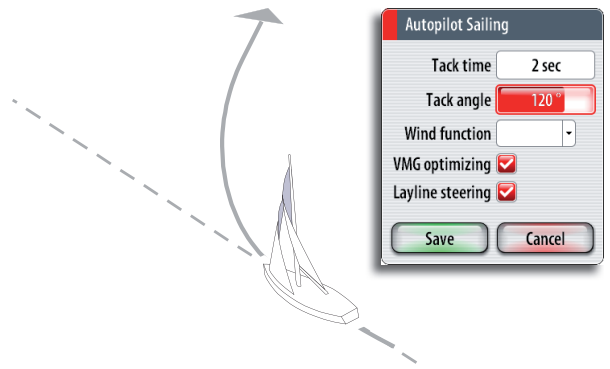 Autopilot Sailing
Tack time 2 sec
Tack angle 120 °
Wind function
VMG optimizing
Layline steering
Save Cancel